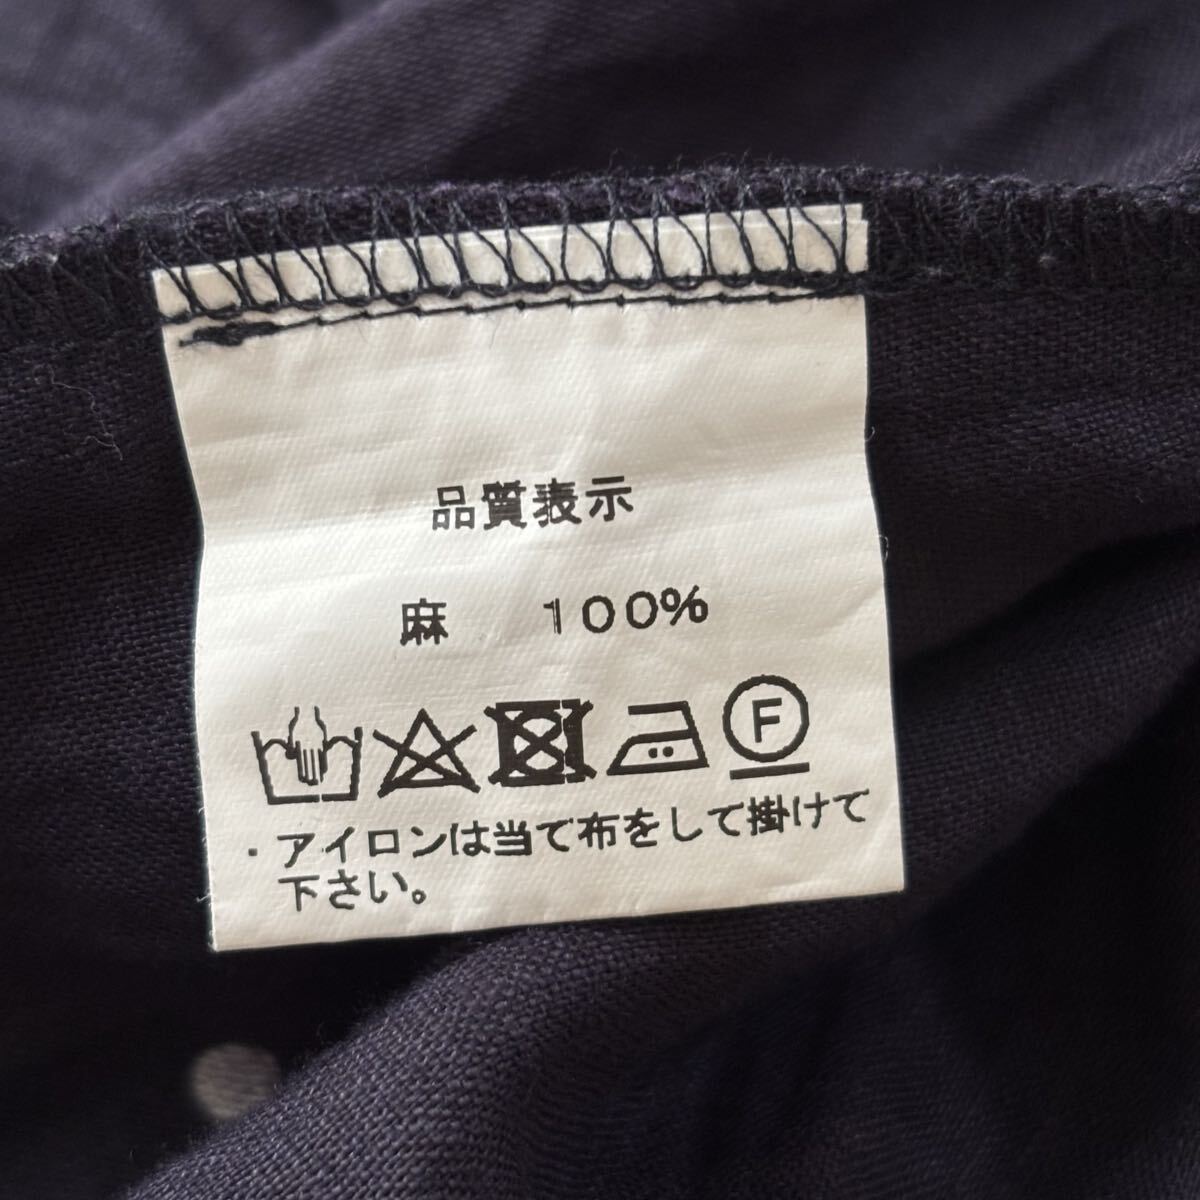 品質表示
麻 100%
F
・アイロンは当て布をして掛けて
下さい。